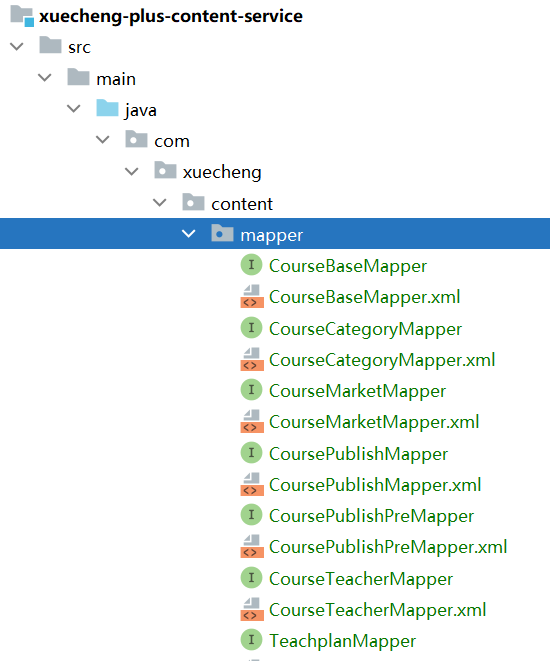 xuecheng-plus-content-service
src
main
java
com
xuecheng
content
mapper
I CourseBaseMapper
<> CourseBaseMapper.xml
I CourseCategoryMapper
<> CourseCategoryMapper.xml
I CourseMarketMapper
<> CourseMarketMapper.xml
I CoursePublishMapper
<> CoursePublishMapper.xml
I CoursePublishPreMapper
<> CoursePublishPreMapper.xml
I CourseTeacherMapper
<> CourseTeacherMapper.xml
I TeachplanMapper